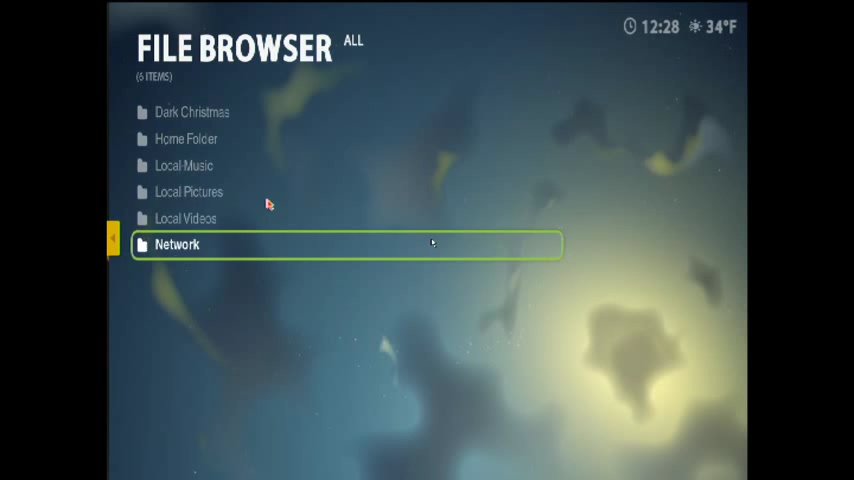 FILE BROWSER ALL
12:28 34°F
(6 ITEMS)
Dark Christmas
Home Folder
Local Music
Local Pictures
Local Videos
Network